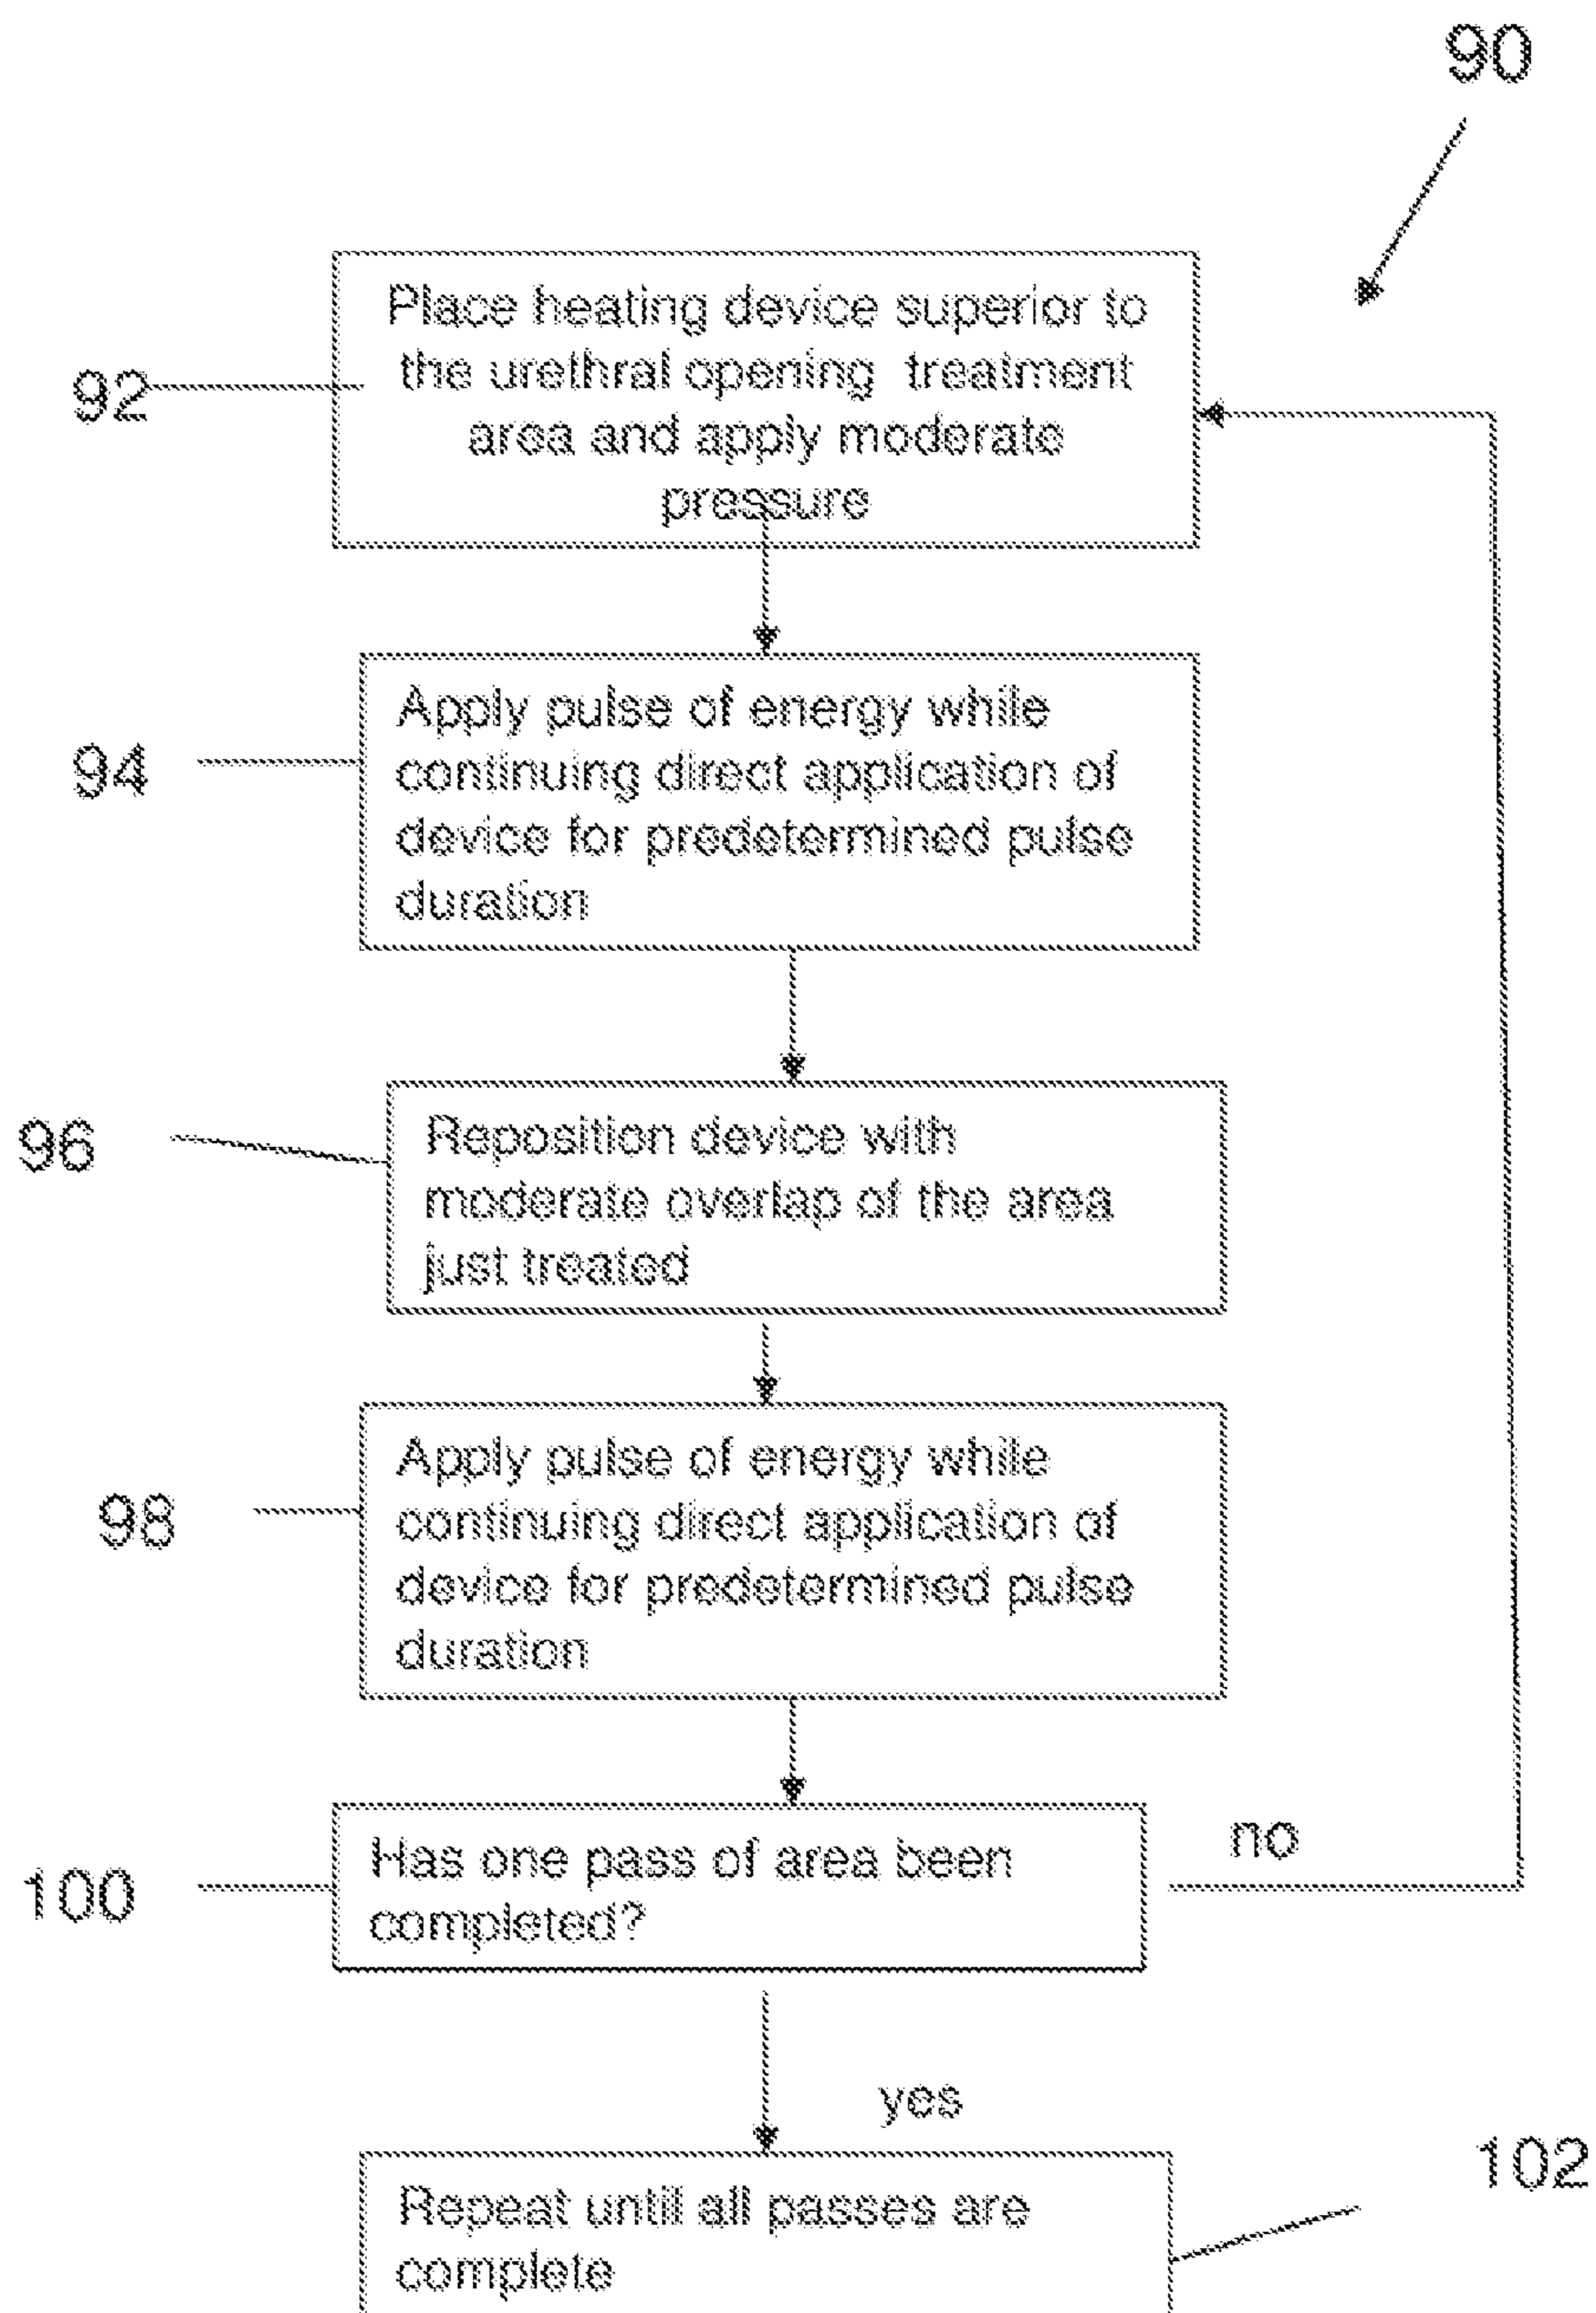 90
92
Place heating device superior to
the urethral opening treatment
area and apply moderate
pressure
94
Apply pulse of energy while
continuing direct application of
device for predetermined pulse
duration
96
Reposition device with
moderate overlap of the area
just treated
98
Apply pulse of energy while
continuing direct application of
device for predetermined pulse
duration
100
Has one pass of area been
completed?
no
yes
102
Repeat until all passes are
complete